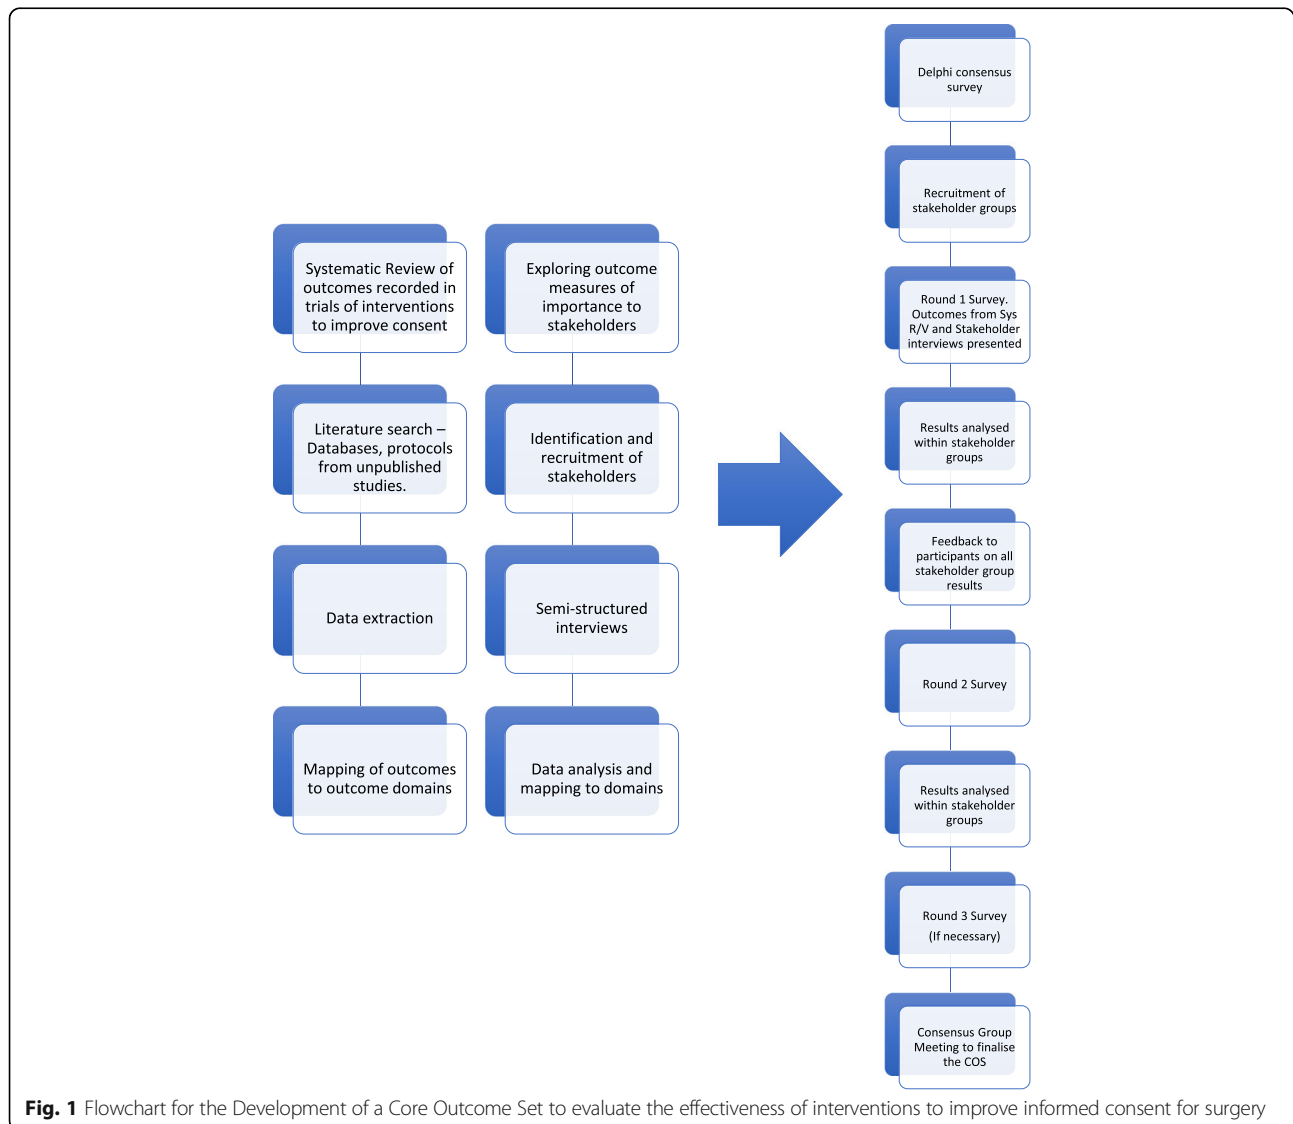 Systematic Review of
outcomes recorded in
trials of interventions
to improve consent
Literature search –
Databases, protocols
from unpublished
studies.
Data extraction
Mapping of outcomes
to outcome domains
Exploring outcome
measures of
importance to
stakeholders
Identification and
recruitment of
stakeholders
Semi-structured
interviews
Data analysis and
mapping to domains
Delphi consensus
survey
Recruitment of
stakeholder groups
Round 1 Survey.
Outcomes from Sys
R/V and Stakeholder
interviews presented
Results analysed
within stakeholder
groups
Feedback to
participants on all
stakeholder group
results
Round 2 Survey
Results analysed
within stakeholder
groups
Round 3 Survey
(If necessary)
Consensus Group
Meeting to finalise
the COS
Fig. 1 Flowchart for the Development of a Core Outcome Set to evaluate the effectiveness of interventions to improve informed consent for surgery